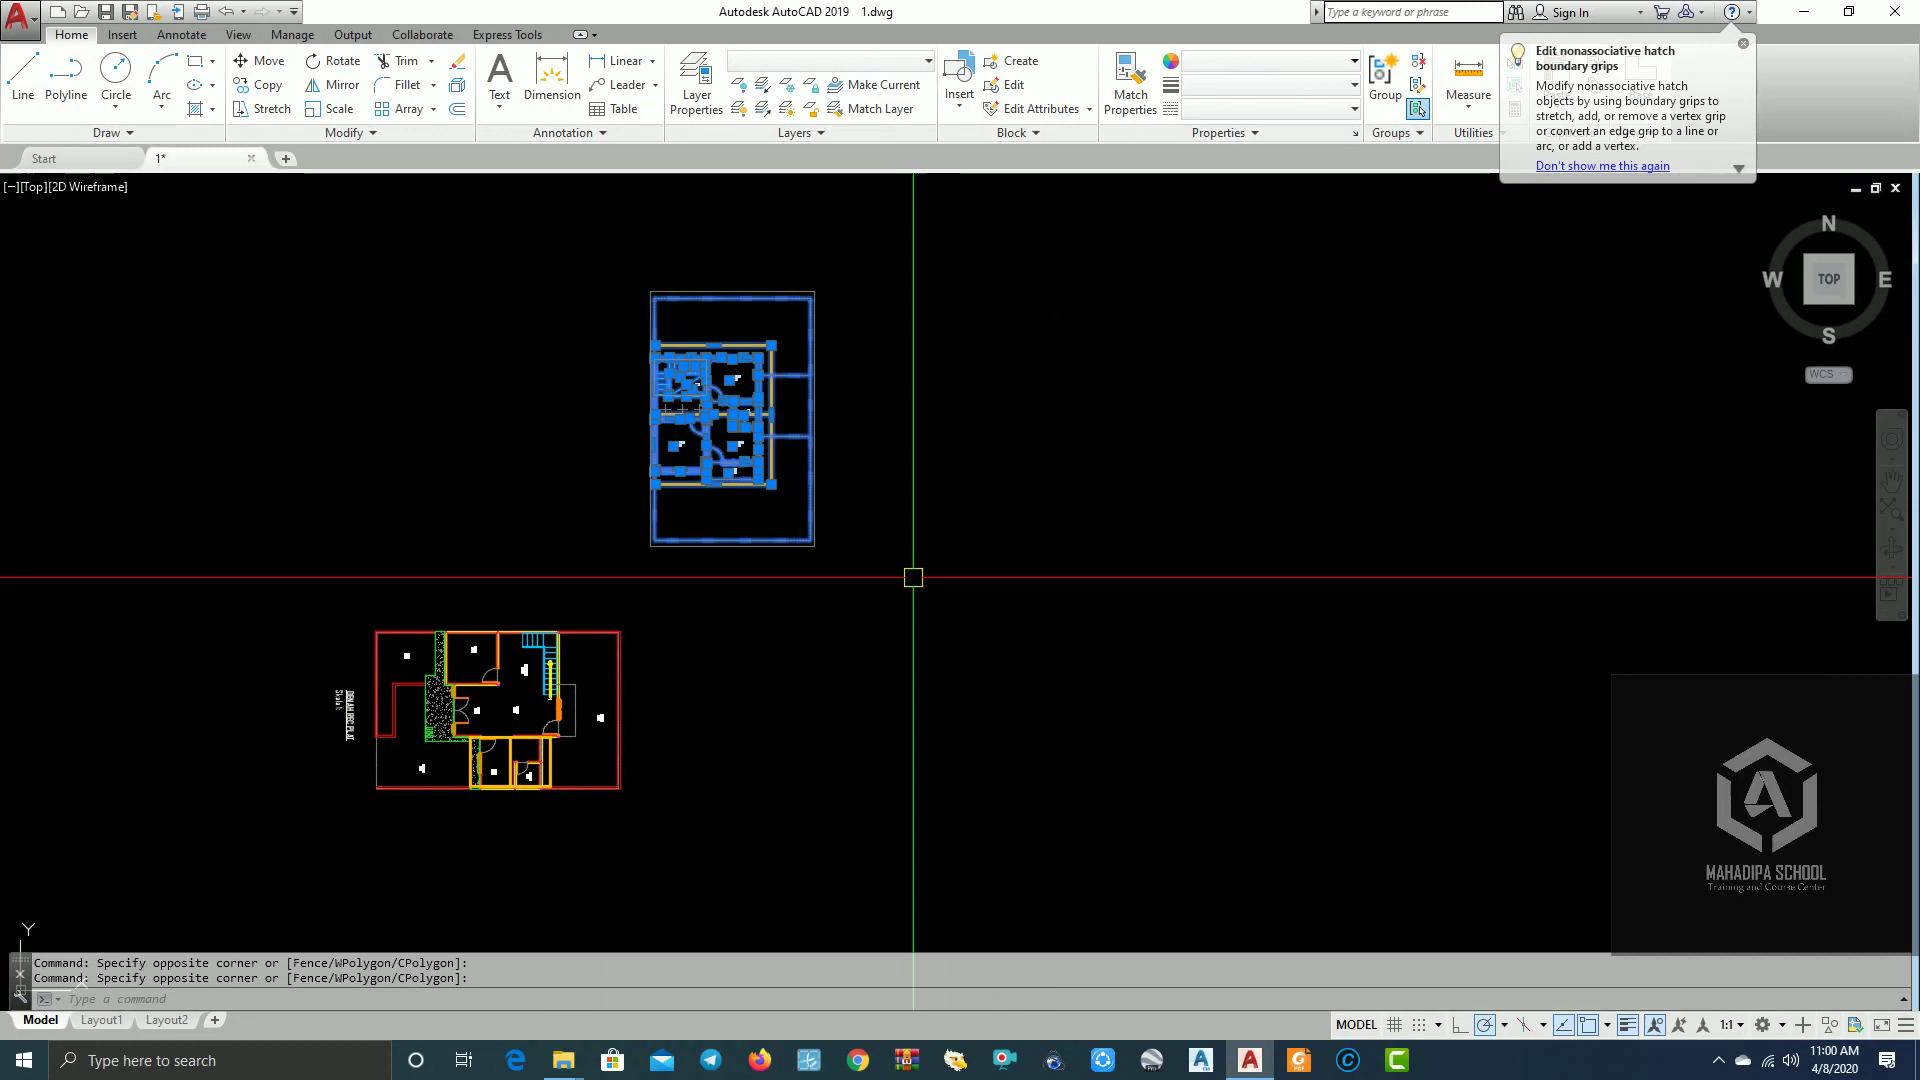 Autodesk AutoCAD 2019   1.dwg
Type a keyword or phrase
Sign In
Home Insert Annotate View Manage Output Collaborate Express Tools
Line
Polyline
Circle
Arc
Draw
Move Rotate Trim
Copy Mirror Fillet
Stretch Scale Array
Modify
Text
Dimension
Linear
Leader
Table
Annotation
Layer
Properties
Make Current
Match Layer
Layers
Insert
Create
Edit
Edit Attributes
Block
Match
Properties
Properties
Group
Groups
Measure
Utilities
Edit nonassociative hatch
boundary grips
Modify nonassociative hatch
objects by using boundary grips to
stretch, add, or remove a vertex grip
or convert an edge grip to a line or
arc, or add a vertex.
Don't show me this again
Start
1*
[−][Top][2D Wireframe]
N
W TOP E
S
WCS
MAHADIPA SCHOOL
Training and Course Center
Y
Command: Specify opposite corner or [Fence/WPolygon/CPolygon]:
Command: Specify opposite corner or [Fence/WPolygon/CPolygon]:
Type a command
Model Layout1 Layout2
MODEL
1:1
Type here to search
11:00 AM
4/8/2020